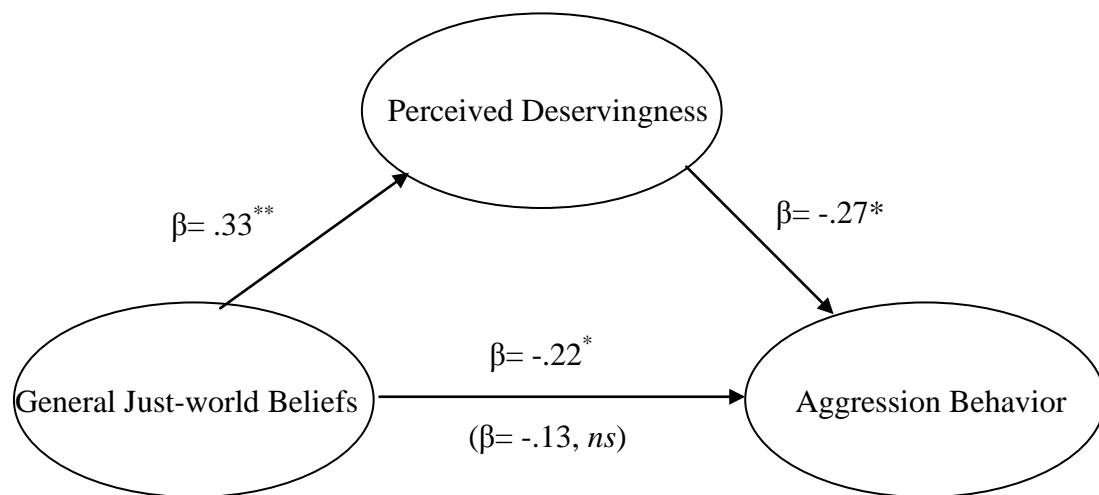 Perceived Deservingness
β= .33**
β= -.27*
β= -.22*
General Just-world Beliefs
Aggression Behavior
(β= -.13, ns)